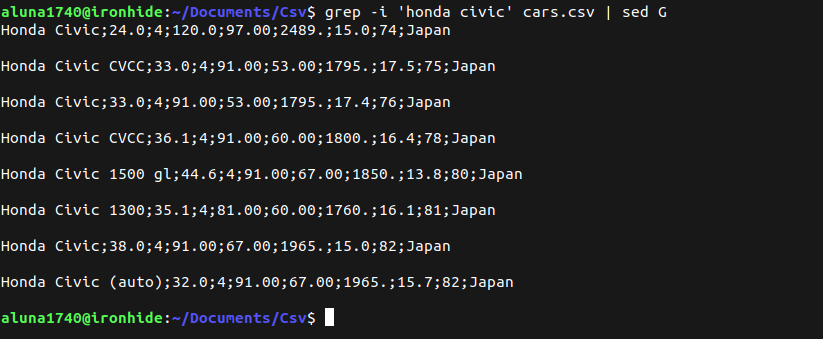 aluna1740@ironhide:~/Documents/Csv$ grep -i 'honda civic' cars.csv | sed G
Honda Civic;24.0;4;120.0;97.00;2489.;15.0;74;Japan
Honda Civic CVCC;33.0;4;91.00;53.00;1795.;17.5;75;Japan
Honda Civic;33.0;4;91.00;53.00;1795.;17.4;76;Japan
Honda Civic CVCC;36.1;4;91.00;60.00;1800.;16.4;78;Japan
Honda Civic 1500 gl;44.6;4;91.00;67.00;1850.;13.8;80;Japan
Honda Civic 1300;35.1;4;81.00;60.00;1760.;16.1;81;Japan
Honda Civic;38.0;4;91.00;67.00;1965.;15.0;82;Japan
Honda Civic (auto);32.0;4;91.00;67.00;1965.;15.7;82;Japan
aluna1740@ironhide:~/Documents/Csv$